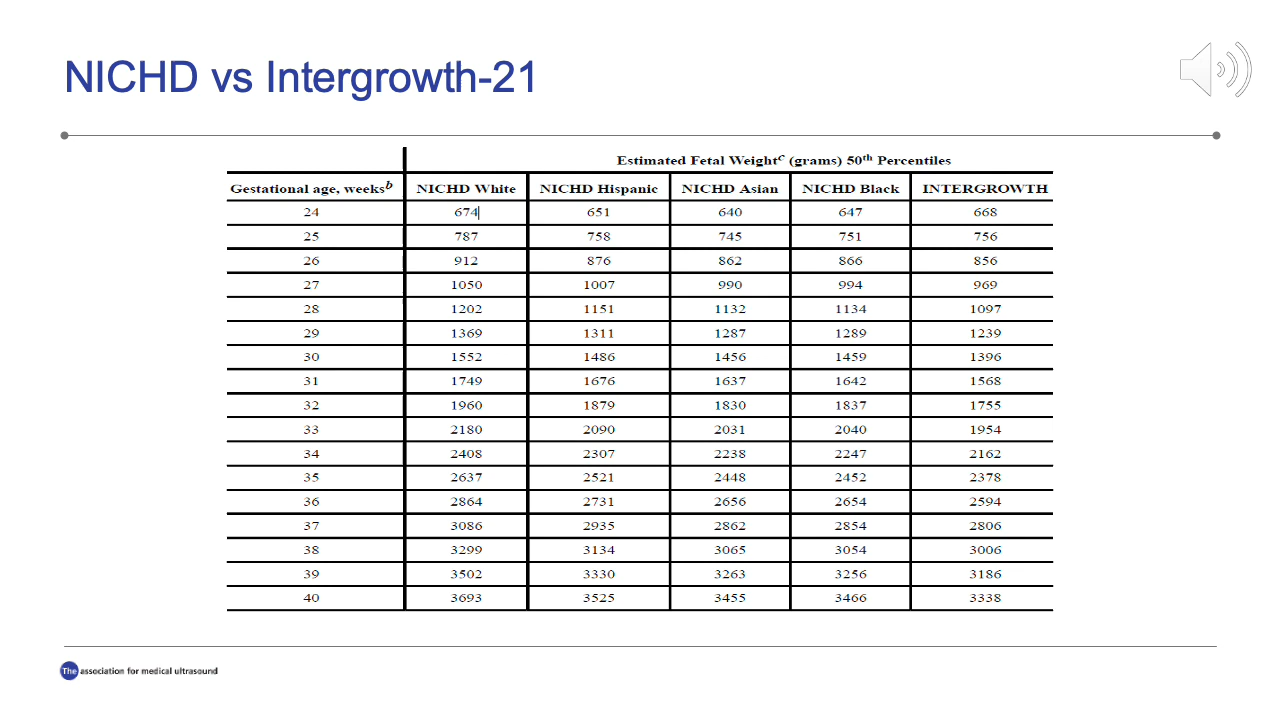 NICHD vs Intergrowth-21
Estimated Fetal Weight^c (grams) 50th Percentiles
Gestational age, weeks^b NICHD White NICHD Hispanic NICHD Asian NICHD Black INTERGROWTH
24 674 651 640 647 668
25 787 758 745 751 756
26 912 876 862 866 856
27 1050 1007 990 994 969
28 1202 1151 1132 1134 1097
29 1369 1311 1287 1289 1239
30 1552 1486 1456 1459 1396
31 1749 1676 1637 1642 1568
32 1960 1879 1830 1837 1755
33 2180 2090 2031 2040 1954
34 2408 2307 2238 2247 2162
35 2637 2521 2448 2452 2378
36 2864 2731 2656 2654 2594
37 3086 2935 2862 2854 2806
38 3299 3134 3065 3054 3006
39 3502 3330 3263 3256 3186
40 3693 3525 3455 3466 3338
The association for medical ultrasound